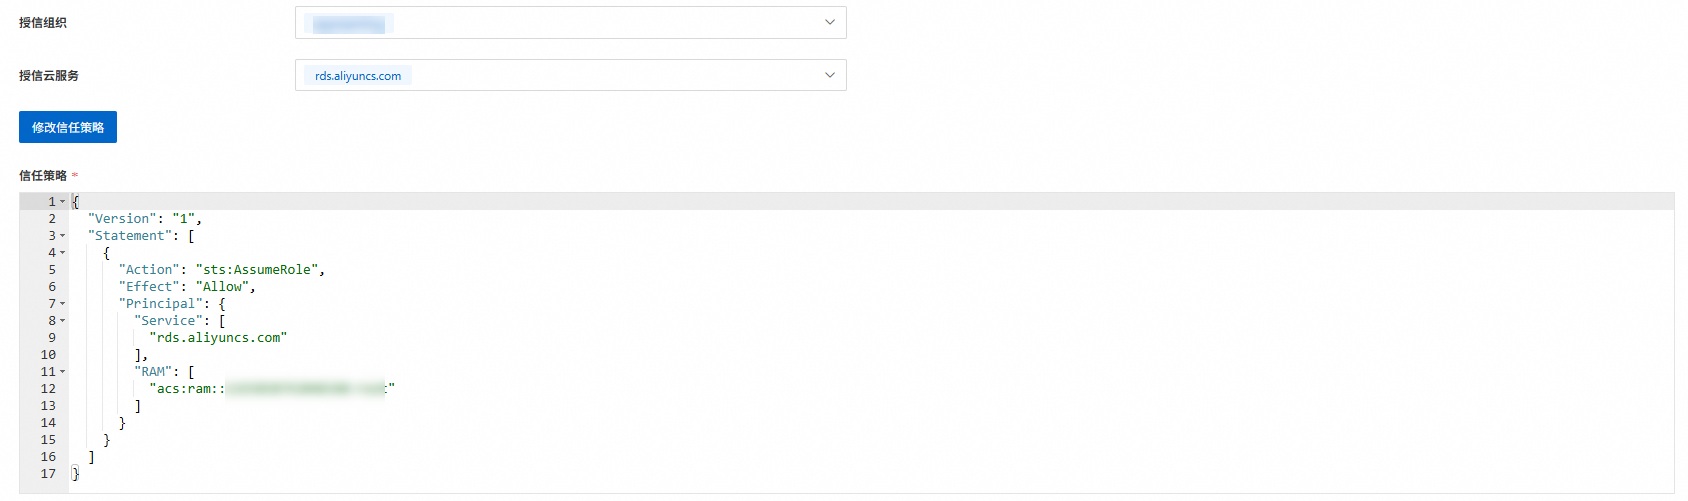 授信组织
授信云服务
rds.aliyuncs.com
修改信任策略
信任策略 *
1 {
2 "Version": "1",
3 "Statement": [
4 {
5 "Action": "sts:AssumeRole",
6 "Effect": "Allow",
7 "Principal": {
8 "Service": [
9 "rds.aliyuncs.com"
10 ],
11 "RAM": [
12 "acs:ram:: "
13 ]
14 }
15 }
16 ]
17 }